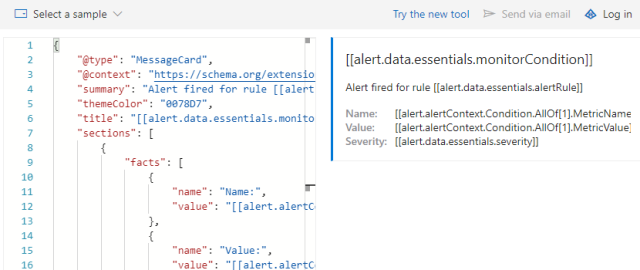 Select a sample
Try the new tool
Send via email
Log in
1 {
2 "@type": "MessageCard",
3 "@context": "https://schema.org/extensio
4 "summary": "Alert fired for rule [[alert
5 "themeColor": "0078D7",
6 "title": "[[alert.data.essentials.monito
7 "sections": [
8 {
9 "facts": [
10 {
11 "name": "Name:",
12 "value": "[[alert.alertC
13 },
14 {
15 "name": "Value:",
16 "value": "[[alert.alertC
[[alert.data.essentials.monitorCondition]]
Alert fired for rule [[alert.data.essentials.alertRule]]
Name: [[alert.alertContext.Condition.AllOf[1].MetricName
Value: [[alert.alertContext.Condition.AllOf[1].MetricValue]
Severity: [[alert.data.essentials.severity]]